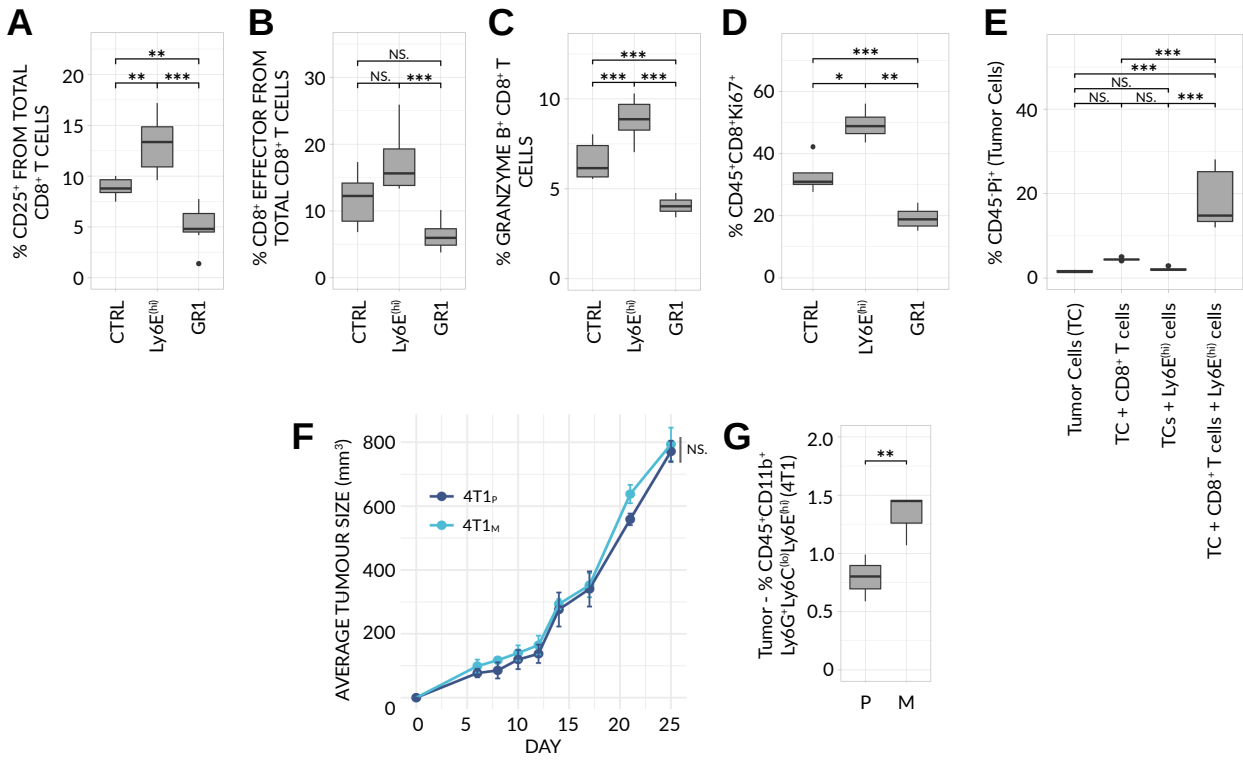 A
% CD25⁺ FROM TOTAL
CD8⁺ T CELLS
20
15
10
5
0
**
** ***
CTRL
Ly6E⁽ʰⁱ⁾
GR1
B
% CD8⁺ EFFECTOR FROM
TOTAL CD8⁺ T CELLS
30
20
10
0
NS.
NS. ***
CTRL
Ly6E⁽ʰⁱ⁾
GR1
C
% GRANZYME B⁺ CD8⁺ T
CELLS
10
5
0
***
*** ***
CTRL
Ly6E⁽ʰⁱ⁾
GR1
D
% CD45⁺CD8⁺Ki67⁺
60
40
20
0
***
* **
CTRL
LY6E⁽ʰⁱ⁾
GR1
E
% CD45⁻Pi⁺ (Tumor Cells)
40
20
0
***
***
NS.
NS. NS. ***
Tumor Cells (TC)
TC + CD8⁺ T cells
TCs + Ly6E⁽ʰⁱ⁾ cells
TC + CD8⁺ T cells + Ly6E⁽ʰⁱ⁾ cells
F
AVERAGE TUMOUR SIZE (mm³)
800
600
400
200
0
4T1P
4T1M
NS.
0 5 10 15 20 25
DAY
G
Tumor - % CD45⁺CD11b⁺
Ly6G⁺Ly6C⁽ˡᵒ⁾Ly6E⁽ʰⁱ⁾ (4T1)
2.0
1.5
1.0
0.5
0
**
P M